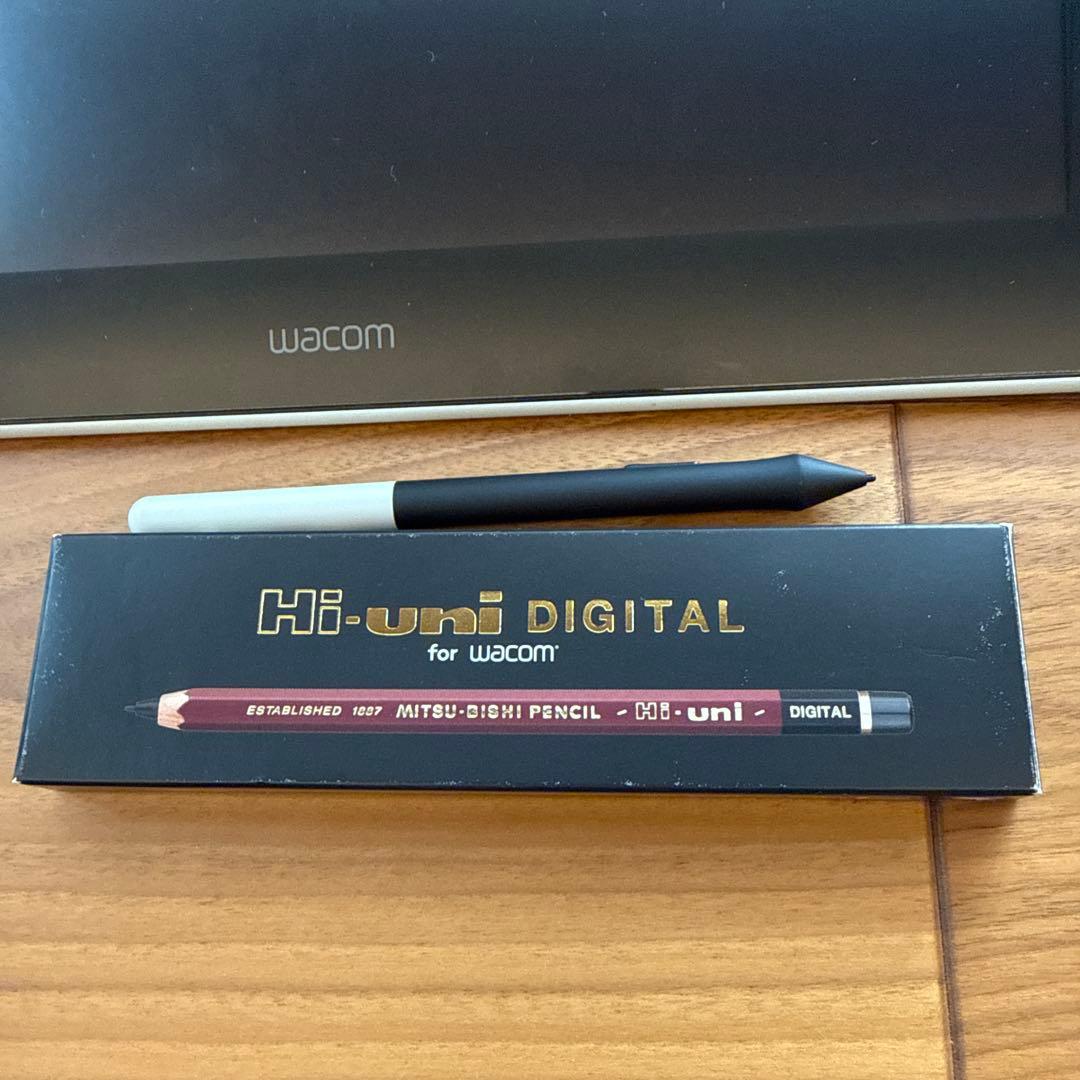 wacom
Hi-uni DIGITAL
for wacom
ESTABLISHED 1887 MITSU-BISHI PENCIL - Hi-uni - DIGITAL